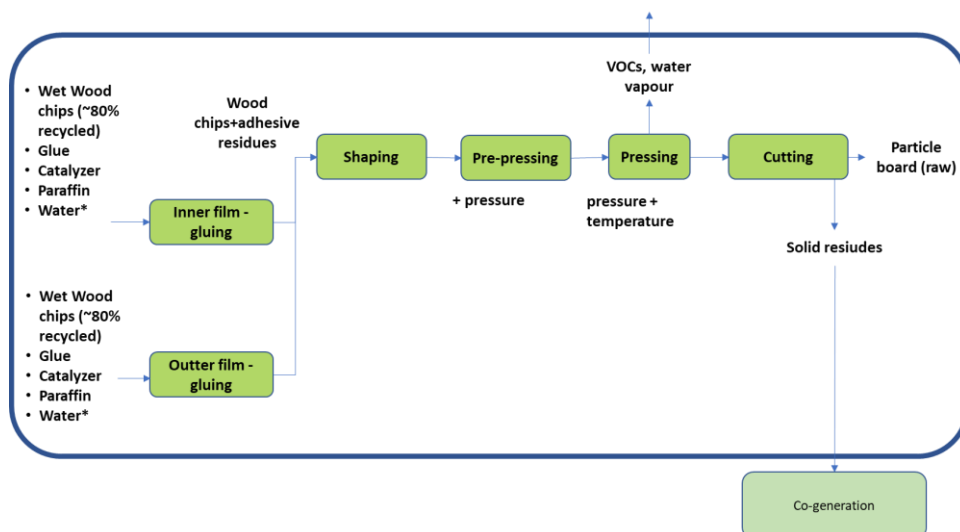 VOCs, water
vapour
• Wet Wood
chips (~80%
recycled)
• Glue
• Catalyzer
• Paraffin
• Water*
Wood
chips+adhesive
residues
Shaping
Pre-pressing
Pressing
Cutting
Particle
board (raw)
+ pressure
pressure +
temperature
Inner film -
gluing
Solid resiudes
• Wet Wood
chips (~80%
recycled)
• Glue
• Catalyzer
• Paraffin
• Water*
Outter film -
gluing
Co-generation